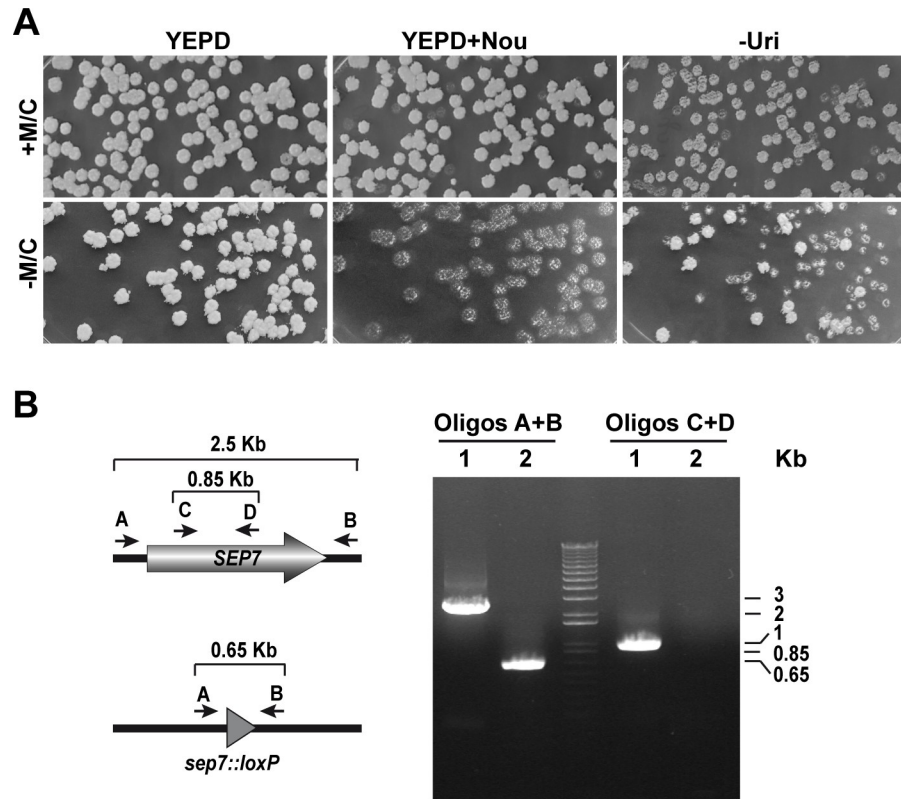 A
YEPD YEPD+Nou -Uri
+M/C
-M/C
B
2.5 Kb
0.85 Kb
A C D B
SEP7
0.65 Kb
A B
sep7::loxP
Oligos A+B Oligos C+D
1 2 1 2 Kb
3
2
1
0.85
0.65